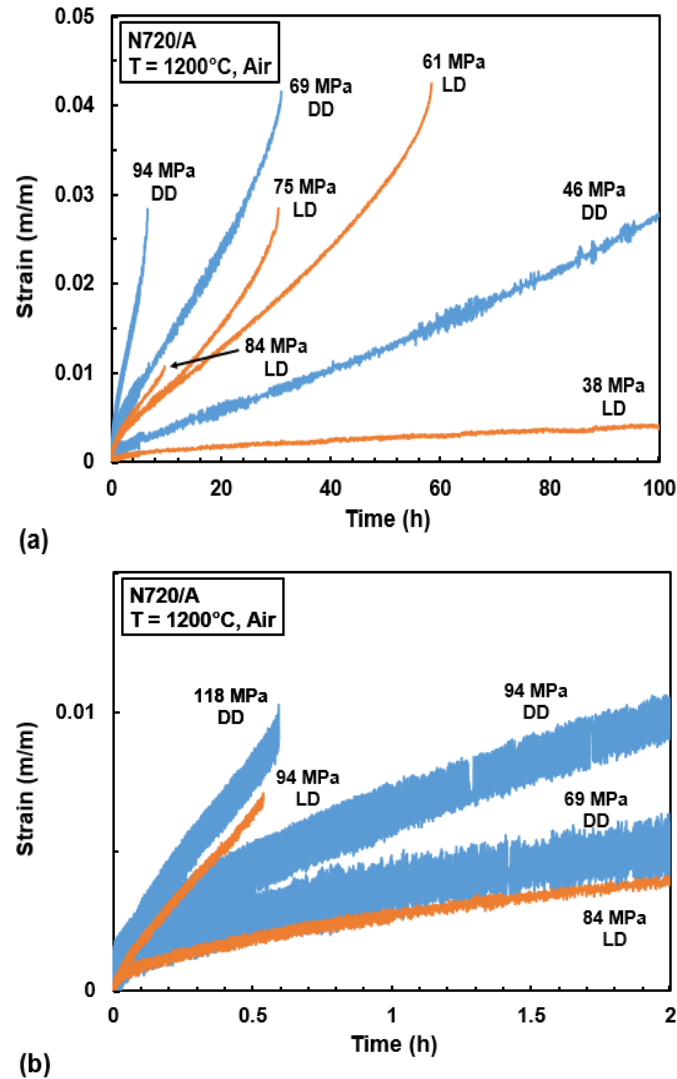 N720/A
T = 1200°C, Air
0.05
0.04
0.03
0.02
0.01
0
Strain (m/m)
94 MPa
DD
69 MPa
DD
61 MPa
LD
75 MPa
LD
46 MPa
DD
84 MPa
LD
38 MPa
LD
0 20 40 60 80 100
Time (h)
(a)
N720/A
T = 1200°C, Air
0.01
0
Strain (m/m)
118 MPa
DD
94 MPa
DD
94 MPa
LD
69 MPa
DD
84 MPa
LD
0 0.5 1 1.5 2
Time (h)
(b)